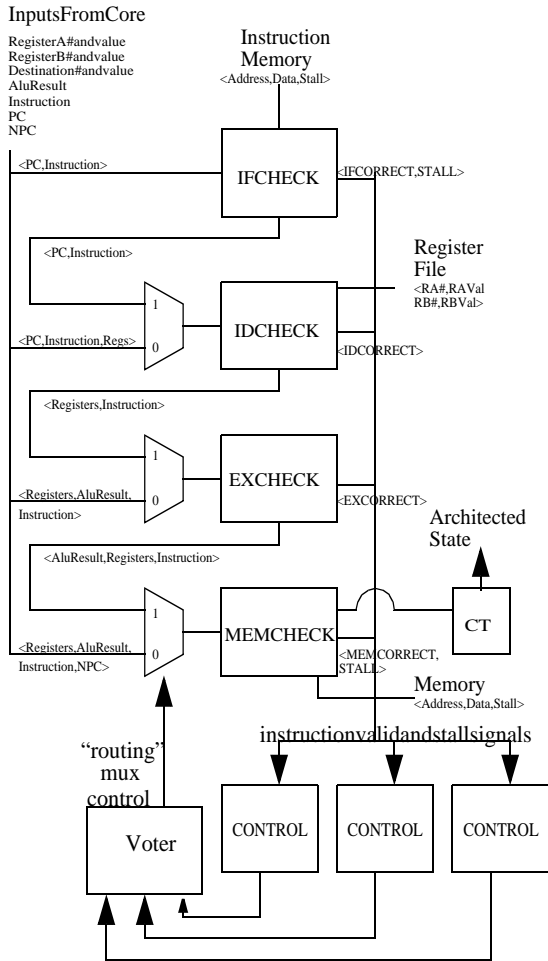 InputsFromCore
RegisterA#andvalue
RegisterB#andvalue
Destination#andvalue
AluResult
Instruction
PC
NPC
Instruction
Memory
<Address,Data,Stall>
<PC,Instruction>
IFCHECK
<IFCORRECT,STALL>
<PC,Instruction>
Register
File
<RA#,RAVal
RB#,RBVal>
1
0
IDCHECK
<PC,Instruction,Regs>
<IDCORRECT>
<Registers,Instruction>
1
0
EXCHECK
<Registers,AluResult,
Instruction>
<EXCORRECT>
Architected
State
<AluResult,Registers,Instruction>
1
0
MEMCHECK
CT
<Registers,AluResult,
Instruction,NPC>
<MEMCORRECT,
STALL>
Memory
<Address,Data,Stall>
instructionvalidandstallsignals
“routing”
mux
control
Voter
CONTROL
CONTROL
CONTROL